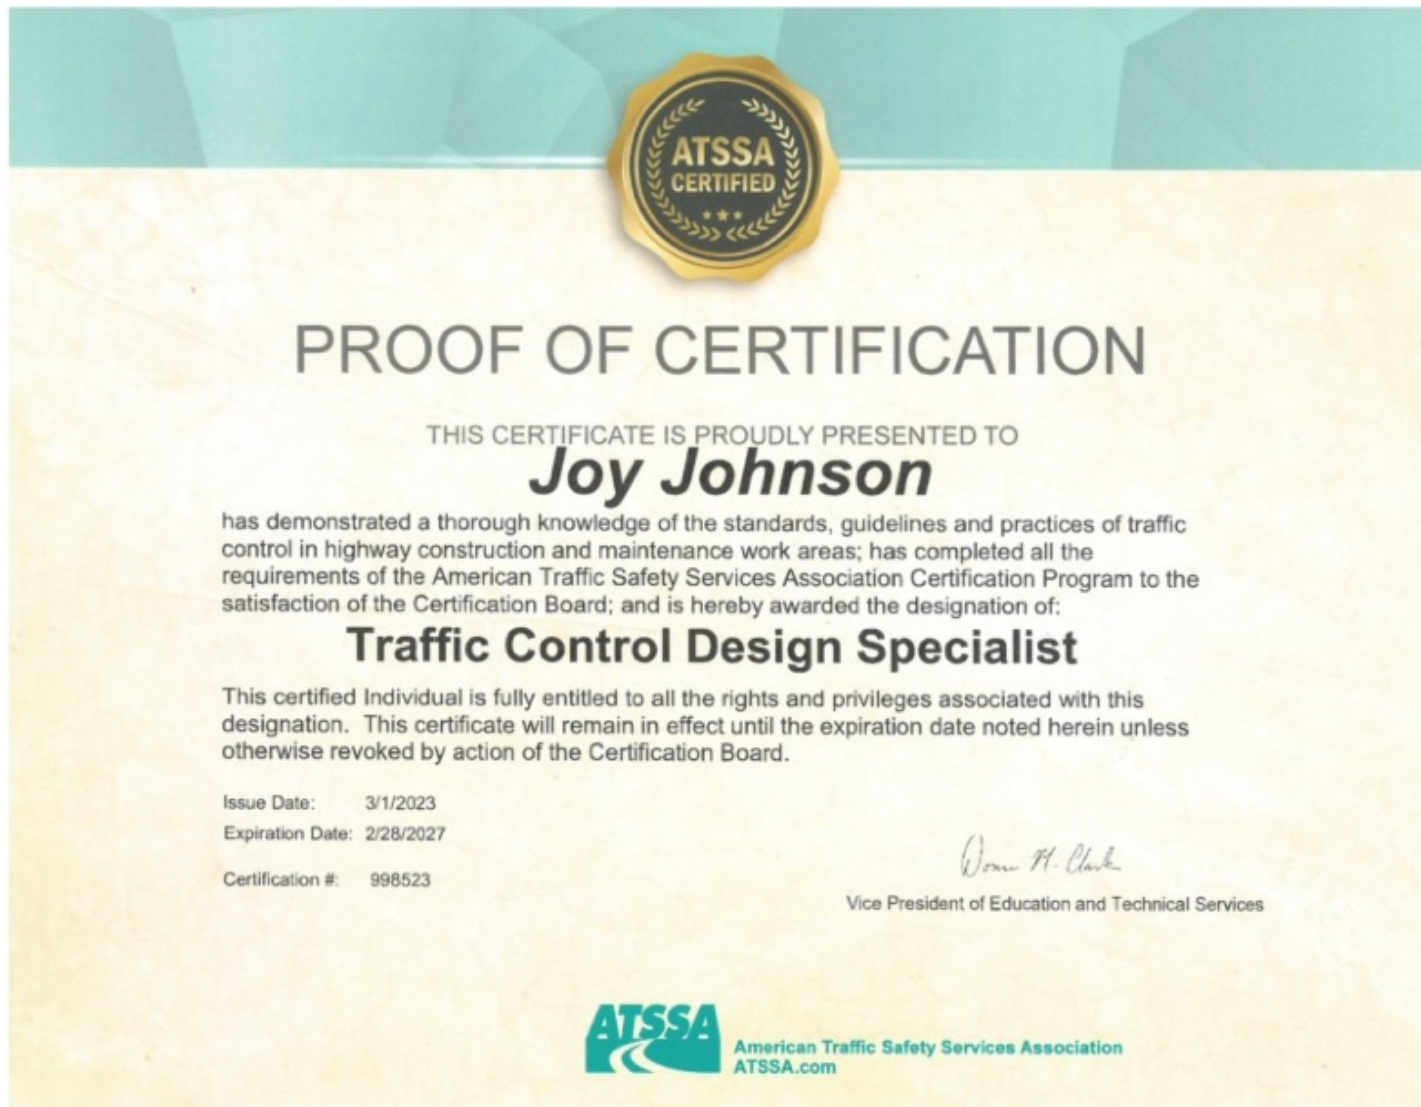 ATSSA
CERTIFIED
PROOF OF CERTIFICATION
THIS CERTIFICATE IS PROUDLY PRESENTED TO
Joy Johnson
has demonstrated a thorough knowledge of the standards, guidelines and practices of traffic
control in highway construction and maintenance work areas; has completed all the
requirements of the American Traffic Safety Services Association Certification Program to the
satisfaction of the Certification Board; and is hereby awarded the designation of:
Traffic Control Design Specialist
This certified Individual is fully entitled to all the rights and privileges associated with this
designation. This certificate will remain in effect until the expiration date noted herein unless
otherwise revoked by action of the Certification Board.
Issue Date: 3/1/2023
Expiration Date: 2/28/2027
Certification #: 998523
M. Clark
Vice President of Education and Technical Services
ATSSA
American Traffic Safety Services Association
ATSSA.com